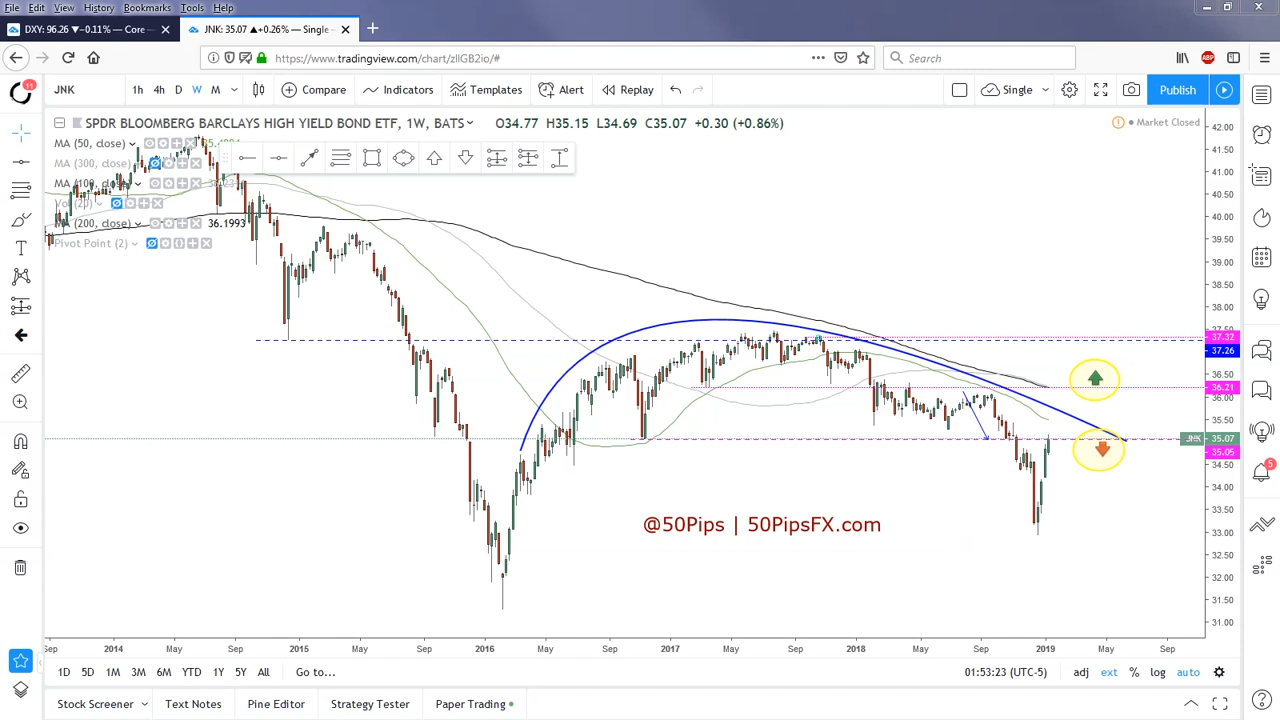 File Edit View History Bookmarks Tools Help
DXY: 96.26 ▼−0.11% — Core — JNK: 35.07 ▲+0.26% — Single —
https://www.tradingview.com/chart/zIIGB2io/# Search
JNK 1h 4h D W M Compare Indicators Templates Alert Replay Single Publish
11
SPDR BLOOMBERG BARCLAYS HIGH YIELD BOND ETF, 1W, BATS O34.77 H35.15 L34.69 C35.07 +0.30 (+0.86%) Market Closed
MA (50, close)
MA (300, close)
MA (100, close)
MA (200, close) 36.1993
Pivot Point (2)
42.00
41.50
41.00
40.50
40.00
39.50
39.00
38.50
38.00
37.50
37.32
37.26
36.50
36.21
36.00
35.50
JNK 35.07
35.05
34.50
34.00
33.50
33.00
32.50
32.00
31.50
31.00
5
@50Pips | 50PipsFX.com
Sep 2014 May Sep 2015 May Sep 2016 May Sep 2017 May Sep 2018 May Sep 2019 May Sep
1D 5D 1M 3M 6M YTD 1Y 5Y All Go to... 01:53:23 (UTC-5) adj ext % log auto
Stock Screener Text Notes Pine Editor Strategy Tester Paper Trading